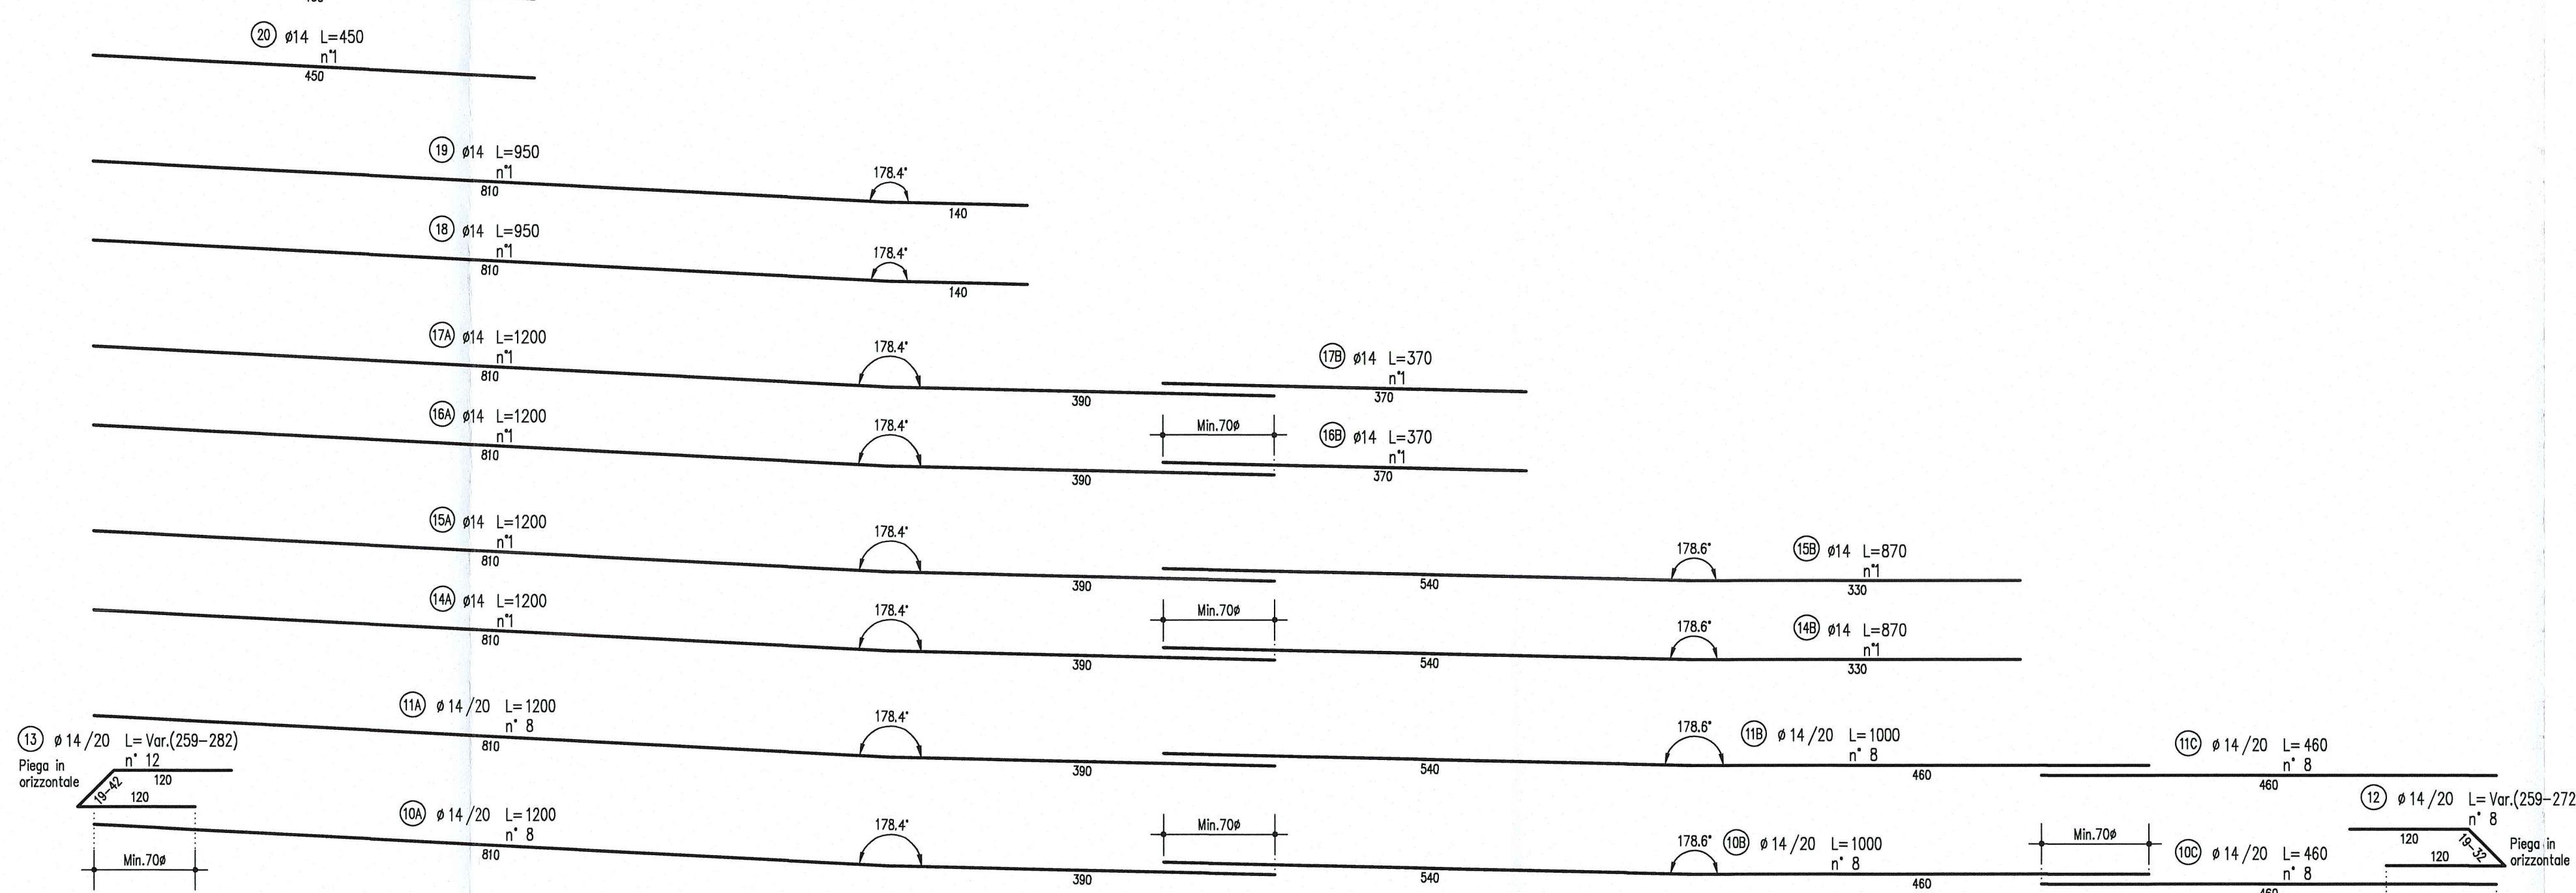 20 ø14 L=450
n°1
450
19 ø14 L=950
n°1
810
178.4°
140
18 ø14 L=950
n°1
810
178.4°
140
17A ø14 L=1200
n°1
810
178.4°
390
17B ø14 L=370
n°1
370
16A ø14 L=1200
n°1
810
178.4°
390
Min.70ø
16B ø14 L=370
n°1
370
15A ø14 L=1200
n°1
810
178.4°
390
540
178.6°
15B ø14 L=870
n°1
330
14A ø14 L=1200
n°1
810
178.4°
390
Min.70ø
540
178.6°
14B ø14 L=870
n°1
330
11A ø 14/20 L=1200
n° 8
810
178.4°
390
540
178.6°
11B ø 14/20 L=1000
n° 8
460
11C ø 14/20 L=460
n° 8
460
13 ø 14/20 L=Var.(259-282)
n° 12
Piega in
orizzontale
120
19-42
120
Min.70ø
10A ø 14/20 L=1200
n° 8
810
178.4°
390
Min.70ø
540
178.6°
10B ø 14/20 L=1000
n° 8
460
Min.70ø
10C ø 14/20 L=460
n° 8
460
12 ø 14/20 L=Var.(259-272
n° 8
120
19-32
120
Piega in
orizzontale